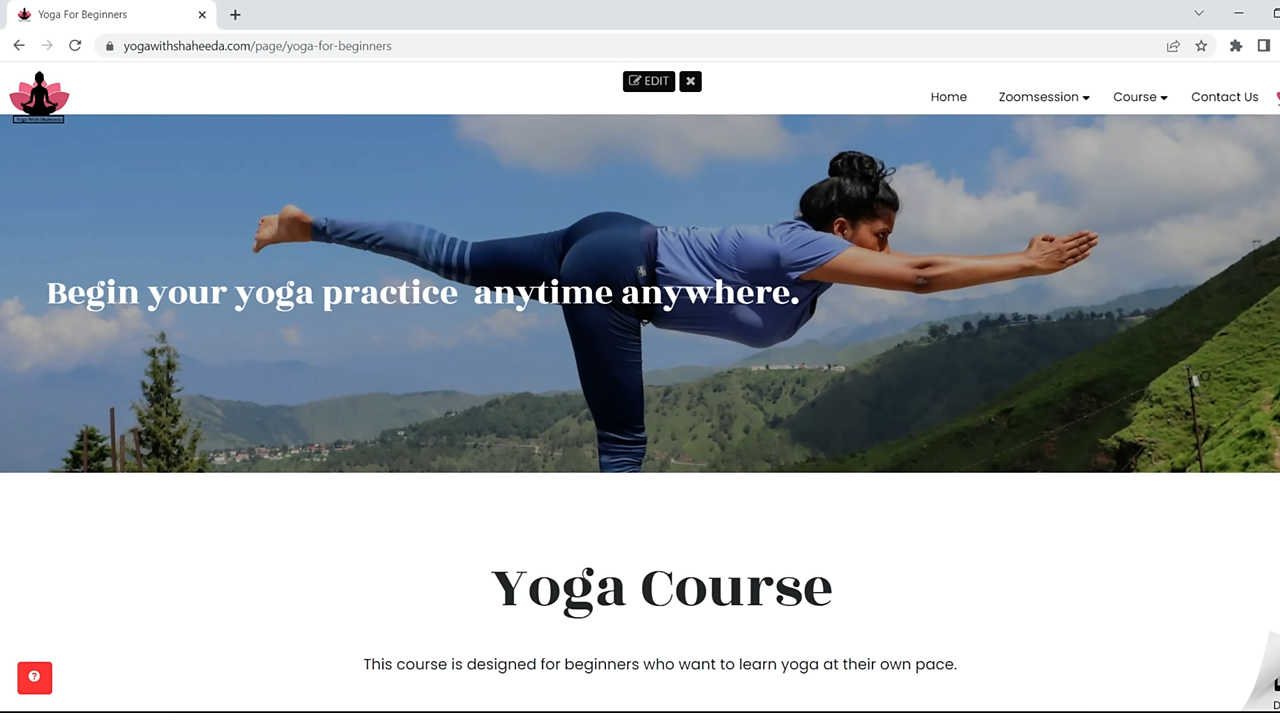 Yoga For Beginners
yogawithshaheeda.com/page/yoga-for-beginners
EDIT
Home
Zoomsession
Course
Contact Us
Begin your yoga practice  anytime anywhere.
Yoga Course
This course is designed for beginners who want to learn yoga at their own pace.